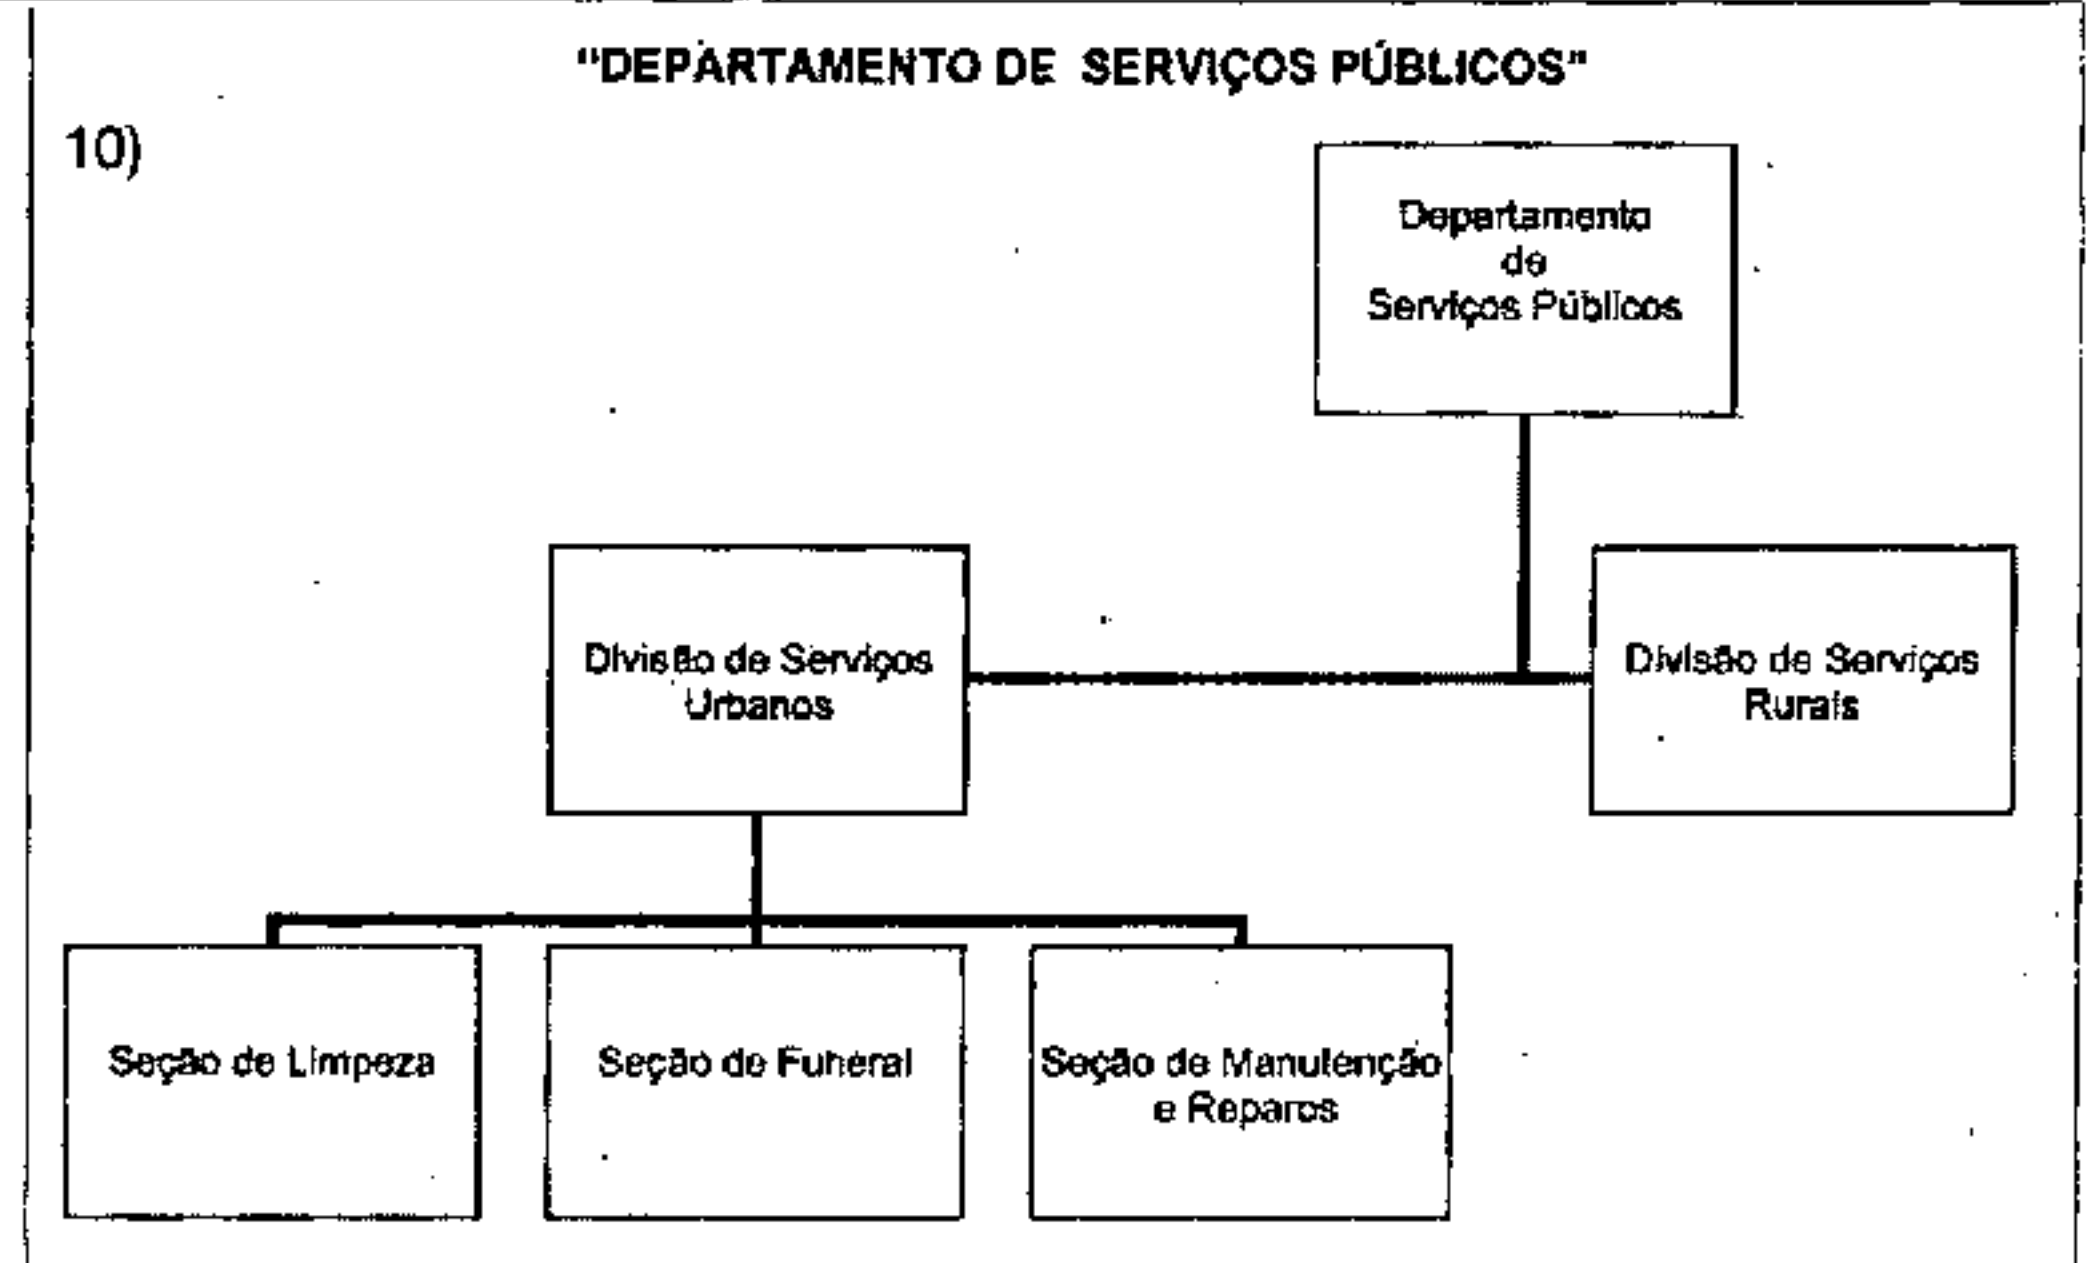 "DEPARTAMENTO DE SERVIÇOS PÚBLICOS"
10)
Departamento
de
Serviços Públicos
Divisão de Serviços
Urbanos
Divisão de Serviços
Rurais
Seção de Limpeza
Seção de Funeral
Seção de Manutenção
e Reparos